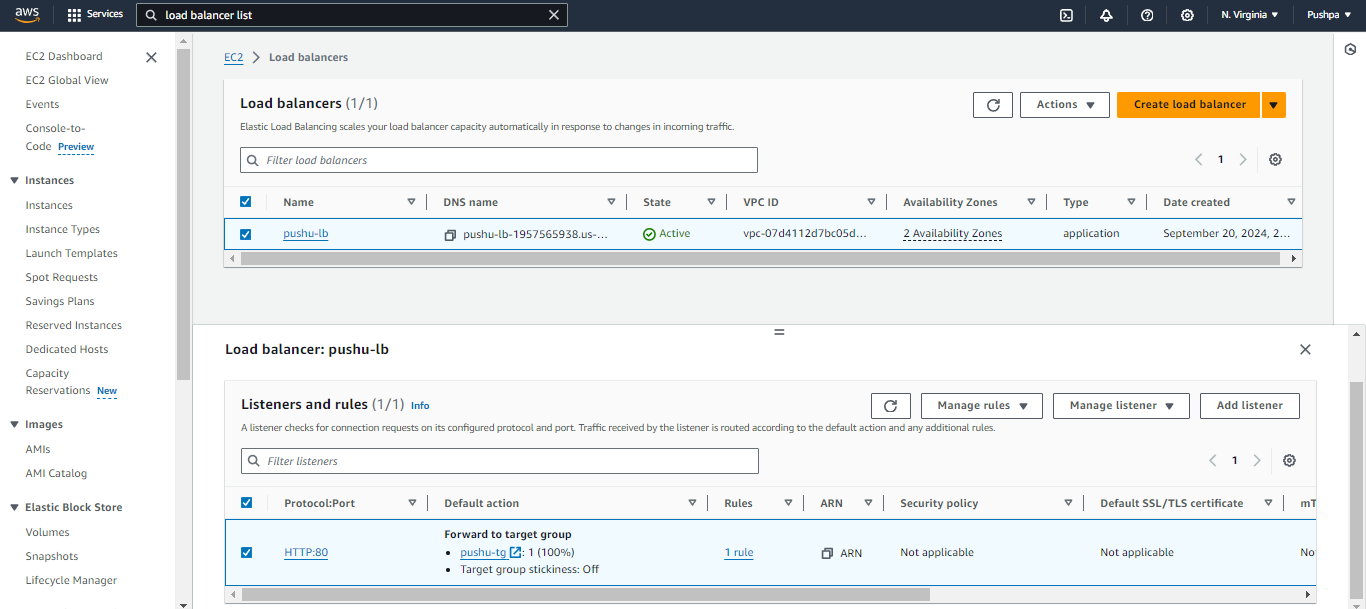 aws
Services
load balancer list
N. Virginia
Pushpa
EC2 Dashboard
EC2 Global View
Events
Console-to-
Code Preview
Instances
Instances
Instance Types
Launch Templates
Spot Requests
Savings Plans
Reserved Instances
Dedicated Hosts
Capacity
Reservations New
Images
AMIs
AMI Catalog
Elastic Block Store
Volumes
Snapshots
Lifecycle Manager
EC2 Load balancers
Load balancers (1/1)
Actions
Create load balancer
Elastic Load Balancing scales your load balancer capacity automatically in response to changes in incoming traffic.
Filter load balancers
1
Name DNS name State VPC ID Availability Zones Type Date created
pushu-lb pushu-lb-1957565938.us-... Active vpc-07d4112d7bc05d... 2 Availability Zones application September 20, 2024, 2...
Load balancer: pushu-lb
Listeners and rules (1/1) Info
Manage rules
Manage listener
Add listener
A listener checks for connection requests on its configured protocol and port. Traffic received by the listener is routed according to the default action and any additional rules.
Filter listeners
1
Protocol:Port Default action Rules ARN Security policy Default SSL/TLS certificate mT
Forward to target group
HTTP:80 • pushu-tg : 1 (100%) 1 rule ARN Not applicable Not applicable No
• Target group stickiness: Off